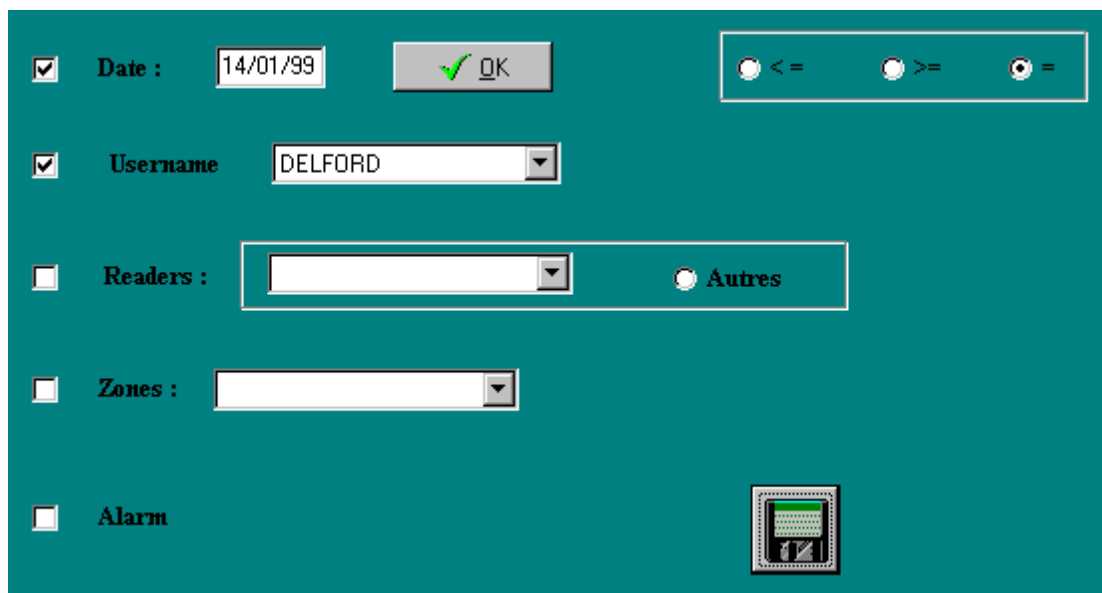 Date : 14/01/99 OK <= >= =
Username DELFORD
Readers : Autres
Zones :
Alarm